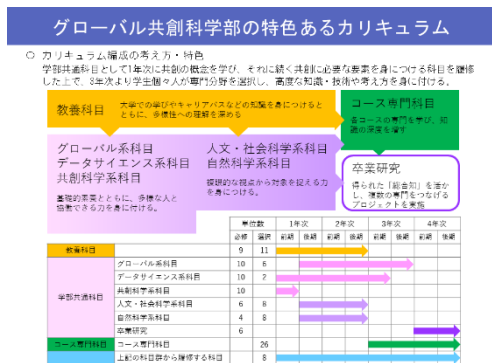 グローバル共創科学部の特色あるカリキュラム
○ カリキュラム編成の考え方・特色
学部共通科目として1年次に共創の概念を学び、それに続く共創に必要な要素を身につける科目を履修
した上で、3年次より学生個々人が専門分野を選択し、高度な知識・技術や考え方を身に付ける。
教養科目
大学での学びやキャリアパスなどの知識を身につけると
ともに、多様性への理解を深める
コース専門科目
各コースの専門を学び、知
識の深度を増す
グローバル系科目
データサイエンス系科目
共創科学系科目
基礎的素養とともに、多様な人と
協働できる力を身に付ける。
人文・社会科学系科目
自然科学系科目
複眼的な視点から対象を捉える力
を身につける。
卒業研究
得られた「総合知」を活か
し、複数の専門をつなげる
プロジェクトを実施
単位数 1年次 2年次 3年次 4年次
必修 選択 前期 後期 前期 後期 前期 後期 前期 後期
教養科目 9 11
学部共通科目
グローバル系科目 10 6
データサイエンス系科目 10 2
共創科学系科目 10
人文・社会科学系科目 6 8
自然科学系科目 4 8
卒業研究 6
コース専門科目 コース専門科目 26
上記の科目群から履修する科目 8